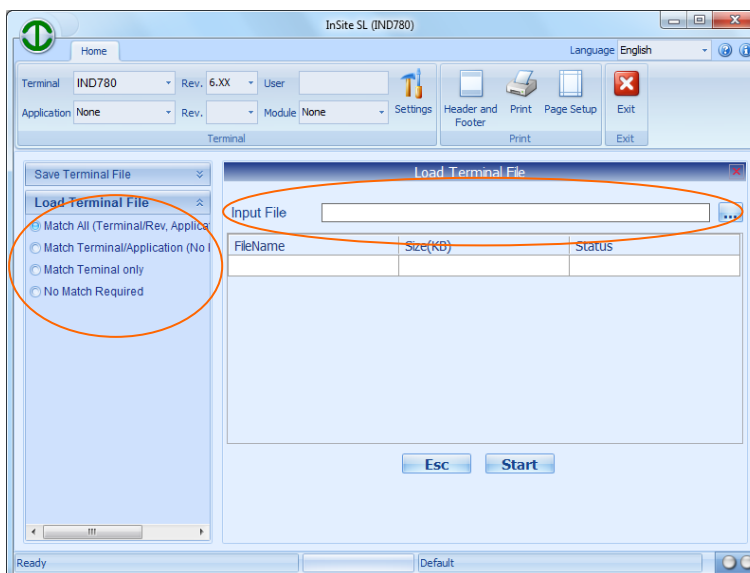 InSite SL (IND780)
Home
Language English
Terminal IND780 Rev. 6.XX User
Application None Rev. Module None
Settings
Header and Footer
Print
Page Setup
Exit
Terminal
Print
Exit
Save Terminal File
Load Terminal File
Match All (Terminal/Rev, Applica
Match Terminal/Application (No
Match Teminal only
No Match Required
Load Terminal File
Input File ...
FileName Size(KB) Status
Esc Start
Ready Default